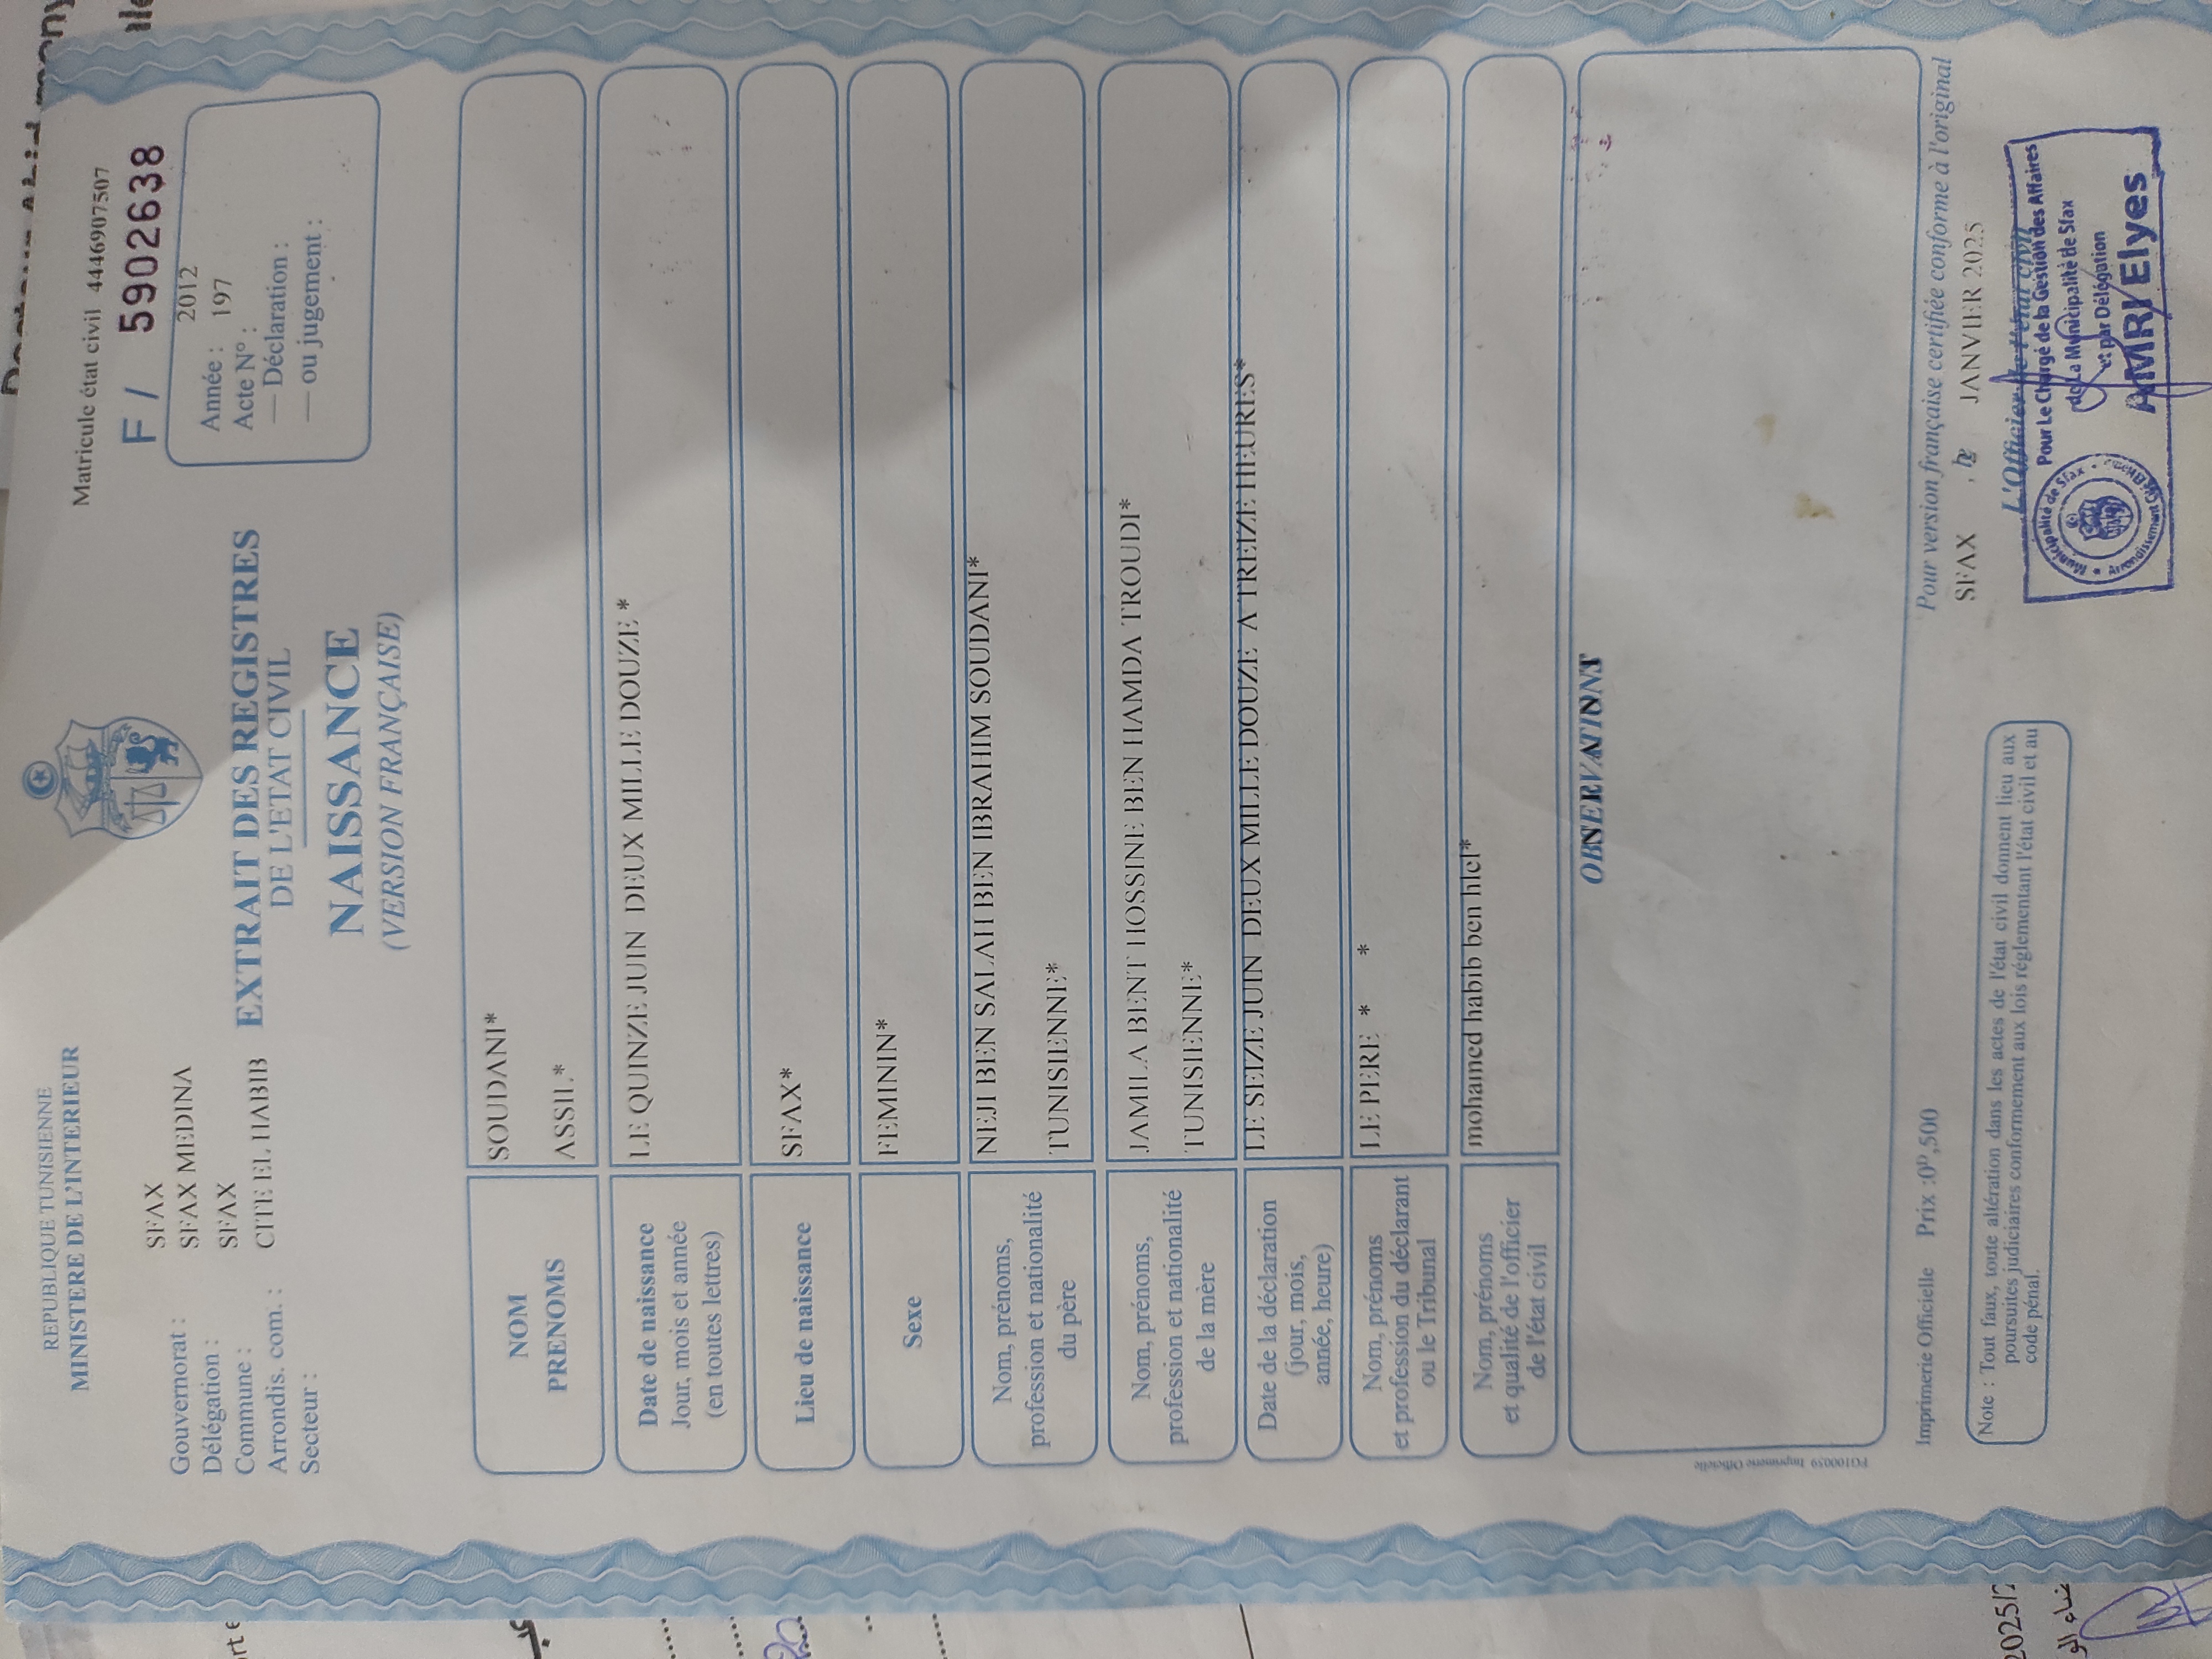 REPUBLIQUE TUNISIENNE
MINISTERE DE L'INTERIEUR
Gouvernorat : SFAX
Délégation : SFAX MEDINA
Commune : SFAX
Arrondis. com. : CITE EL HABIB
Secteur :
Matricule état civil 4446907507
F / 5902638
Année : 2012
Acte N° : 197
— Déclaration :
— ou jugement :
EXTRAIT DES REGISTRES
DE L'ETAT CIVIL
NAISSANCE
(VERSION FRANÇAISE)
NOM SOUDANI*
PRENOMS ASSIL*
Date de naissance
Jour, mois et année
(en toutes lettres)
LE QUINZE JUIN DEUX MILLE DOUZE *
Lieu de naissance SFAX*
Sexe FEMININ*
Nom, prénoms,
profession et nationalité
du père
NEJI BEN SALAH BEN IBRAHIM SOUDANI*
TUNISIENNE*
Nom, prénoms,
profession et nationalité
de la mère
JAMILA BENT HOSSINE BEN HAMDA TROUDI*
TUNISIENNE*
Date de la déclaration
(jour, mois,
année, heure)
LE SEIZE JUIN DEUX MILLE DOUZE A TREIZE HEURES*
Nom, prénoms
et profession du déclarant
ou le Tribunal
LE PERE * *
Nom, prénoms
et qualité de l'officier
de l'état civil
mohamed habib ben hlel*
OBSERVATIONS
FG100059 Imprimerie Officielle
Imprimerie Officielle Prix :0ᴰ,500
Pour version française certifiée conforme à l'original
SFAX , le JANVIER 2025
L'Officier de l'état civil
Pour Le Chargé de la Gestion des Affaires
de La Municipalité de Sfax
et par Délégation
AMRI Elyes
Municipalité de Sfax
Note : Tout faux, toute altération dans les actes de l'état civil donnent lieu aux
poursuites judiciaires conformement aux lois réglementant l'état civil et au
code pénal.